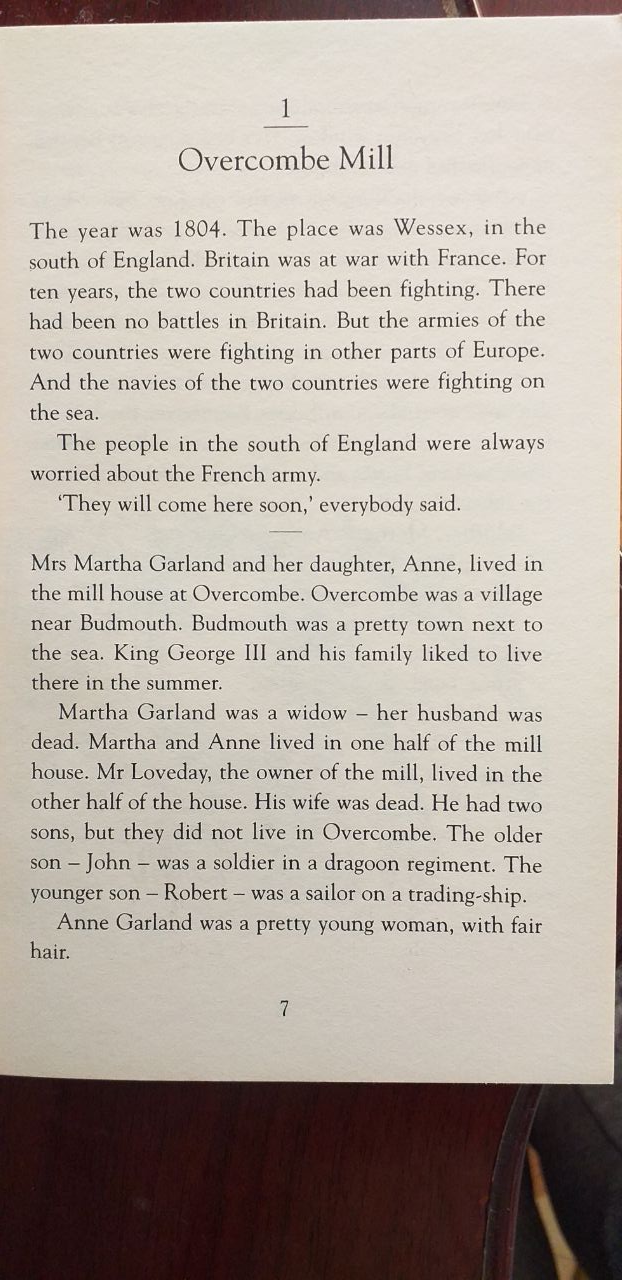 1
Overcombe Mill
The year was 1804. The place was Wessex, in the
south of England. Britain was at war with France. For
ten years, the two countries had been fighting. There
had been no battles in Britain. But the armies of the
two countries were fighting in other parts of Europe.
And the navies of the two countries were fighting on
the sea.
The people in the south of England were always
worried about the French army.
‘They will come here soon,’ everybody said.
Mrs Martha Garland and her daughter, Anne, lived in
the mill house at Overcombe. Overcombe was a village
near Budmouth. Budmouth was a pretty town next to
the sea. King George III and his family liked to live
there in the summer.
Martha Garland was a widow – her husband was
dead. Martha and Anne lived in one half of the mill
house. Mr Loveday, the owner of the mill, lived in the
other half of the house. His wife was dead. He had two
sons, but they did not live in Overcombe. The older
son – John – was a soldier in a dragoon regiment. The
younger son – Robert – was a sailor on a trading-ship.
Anne Garland was a pretty young woman, with fair
hair.
7